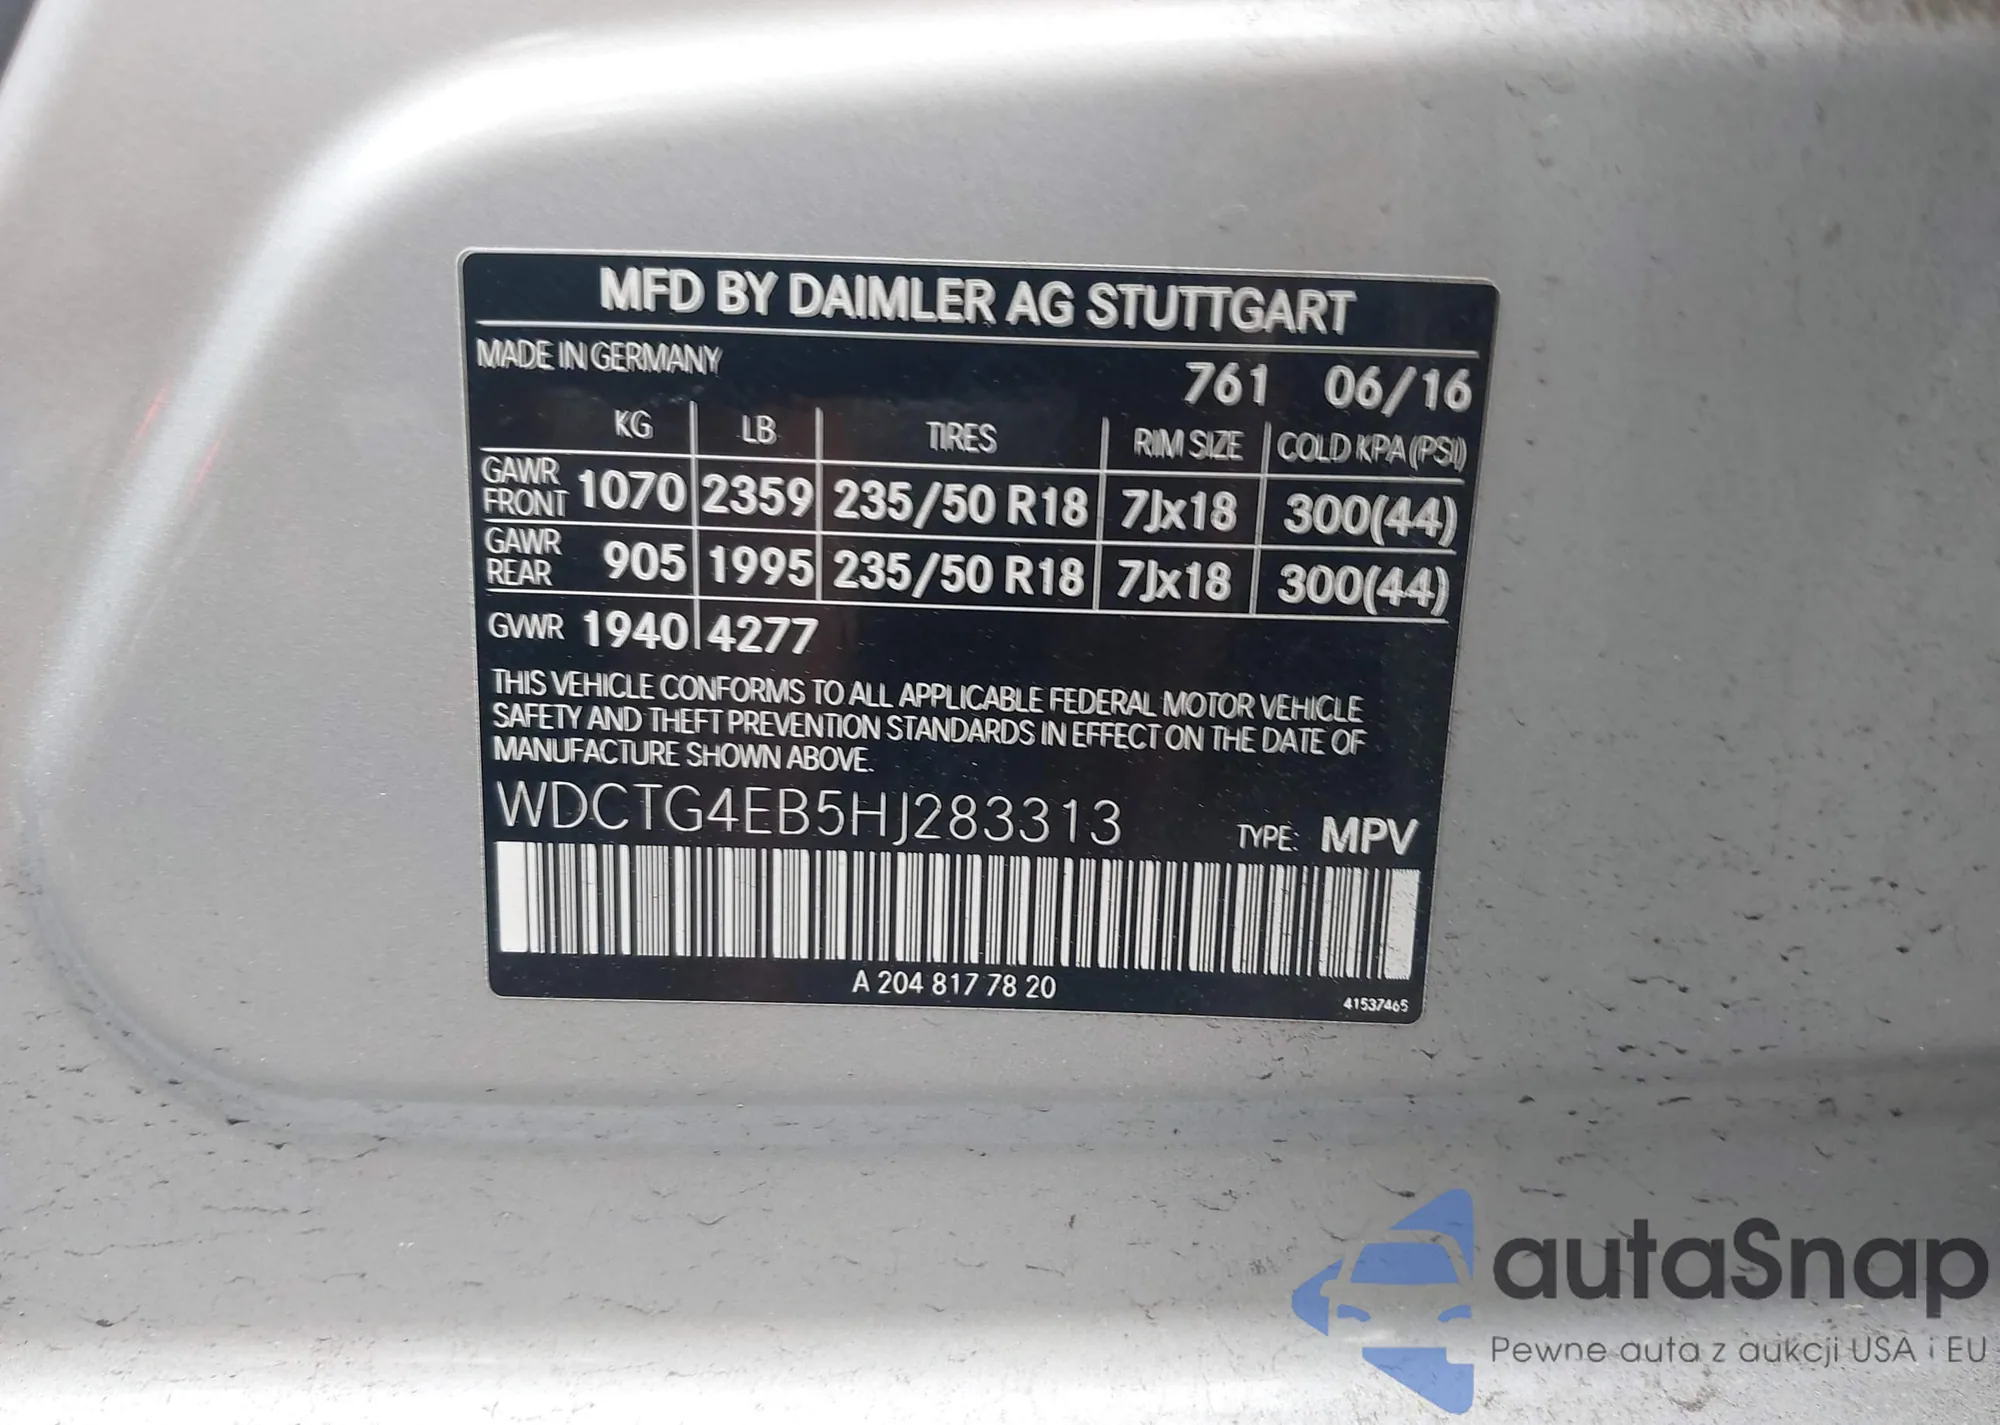 MFD BY DAIMLER AG STUTTGART
MADE IN GERMANY 761 06/16
KG LB TIRES RIM SIZE COLD KPA (PSI)
GAWR FRONT 1070 2359 235/50 R18 7Jx18 300(44)
GAWR REAR 905 1995 235/50 R18 7Jx18 300(44)
GVWR 1940 4277
THIS VEHICLE CONFORMS TO ALL APPLICABLE FEDERAL MOTOR VEHICLE
SAFETY AND THEFT PREVENTION STANDARDS IN EFFECT ON THE DATE OF
MANUFACTURE SHOWN ABOVE.
WDCTG4EB5HJ283313 TYPE: MPV
A 204 817 78 20
41537465
autaSnap
Pewne auta z aukcji USA i EU